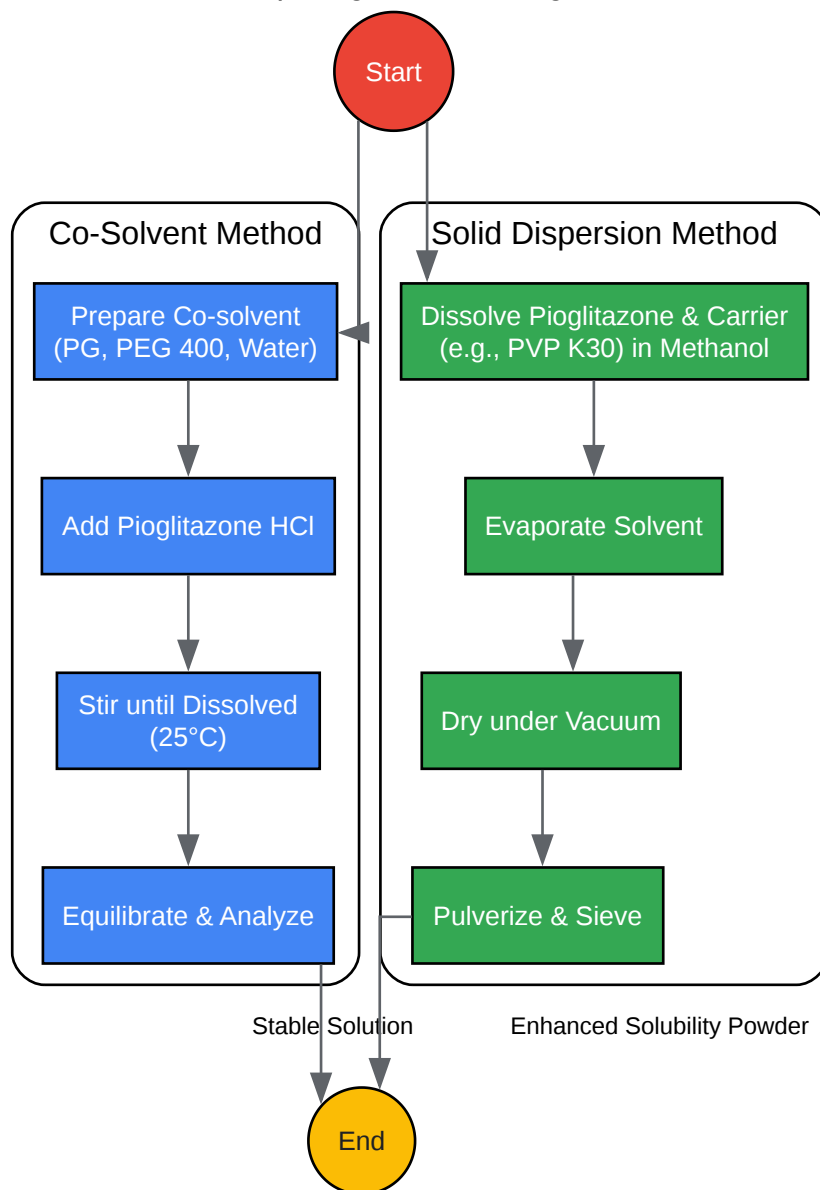 Start
Co-Solvent Method
Prepare Co-solvent
(PG, PEG 400, Water)
Add Pioglitazone HCl
Stir until Dissolved
(25°C)
Equilibrate & Analyze
Stable Solution
Solid Dispersion Method
Dissolve Pioglitazone & Carrier
(e.g., PVP K30) in Methanol
Evaporate Solvent
Dry under Vacuum
Pulverize & Sieve
Enhanced Solubility Powder
End